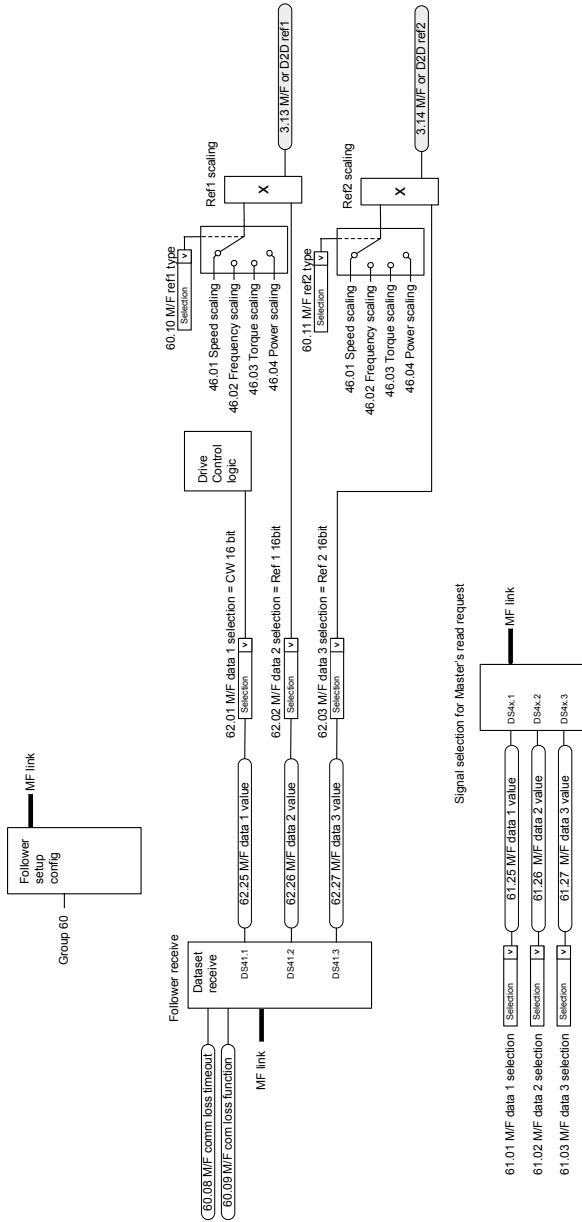 Group 60
Follower
setup
config
MF link
Follower receive
60.08 M/F comm loss timeout
60.09 M/F com loss function
MF link
Dataset
receive
DS41.1
DS41.2
DS41.3
62.25 M/F data 1 value
62.26 M/F data 2 value
62.27 M/F data 3 value
62.01 M/F data 1 selection = CW 16 bit
Selection v
62.02 M/F data 2 selection = Ref 1 16bit
Selection v
62.03 M/F data 3 selection = Ref 2 16bit
Selection v
Drive
Control
logic
60.10 M/F ref1 type
Selection v
46.01 Speed scaling
46.02 Frequency scaling
46.03 Torque scaling
46.04 Power scaling
Ref1 scaling
X
3.13 M/F or D2D ref1
60.11 M/F ref2 type
Selection v
46.01 Speed scaling
46.02 Frequency scaling
46.03 Torque scaling
46.04 Power scaling
Ref2 scaling
X
3.14 M/F or D2D ref2
Signal selection for Master's read request
61.01 M/F data 1 selection Selection v 61.25 M/F data 1 value DS4x.1
61.02 M/F data 2 selection Selection v 61.26 M/F data 2 value DS4x.2
61.03 M/F data 3 selection Selection v 61.27 M/F data 3 value DS4x.3
MF link